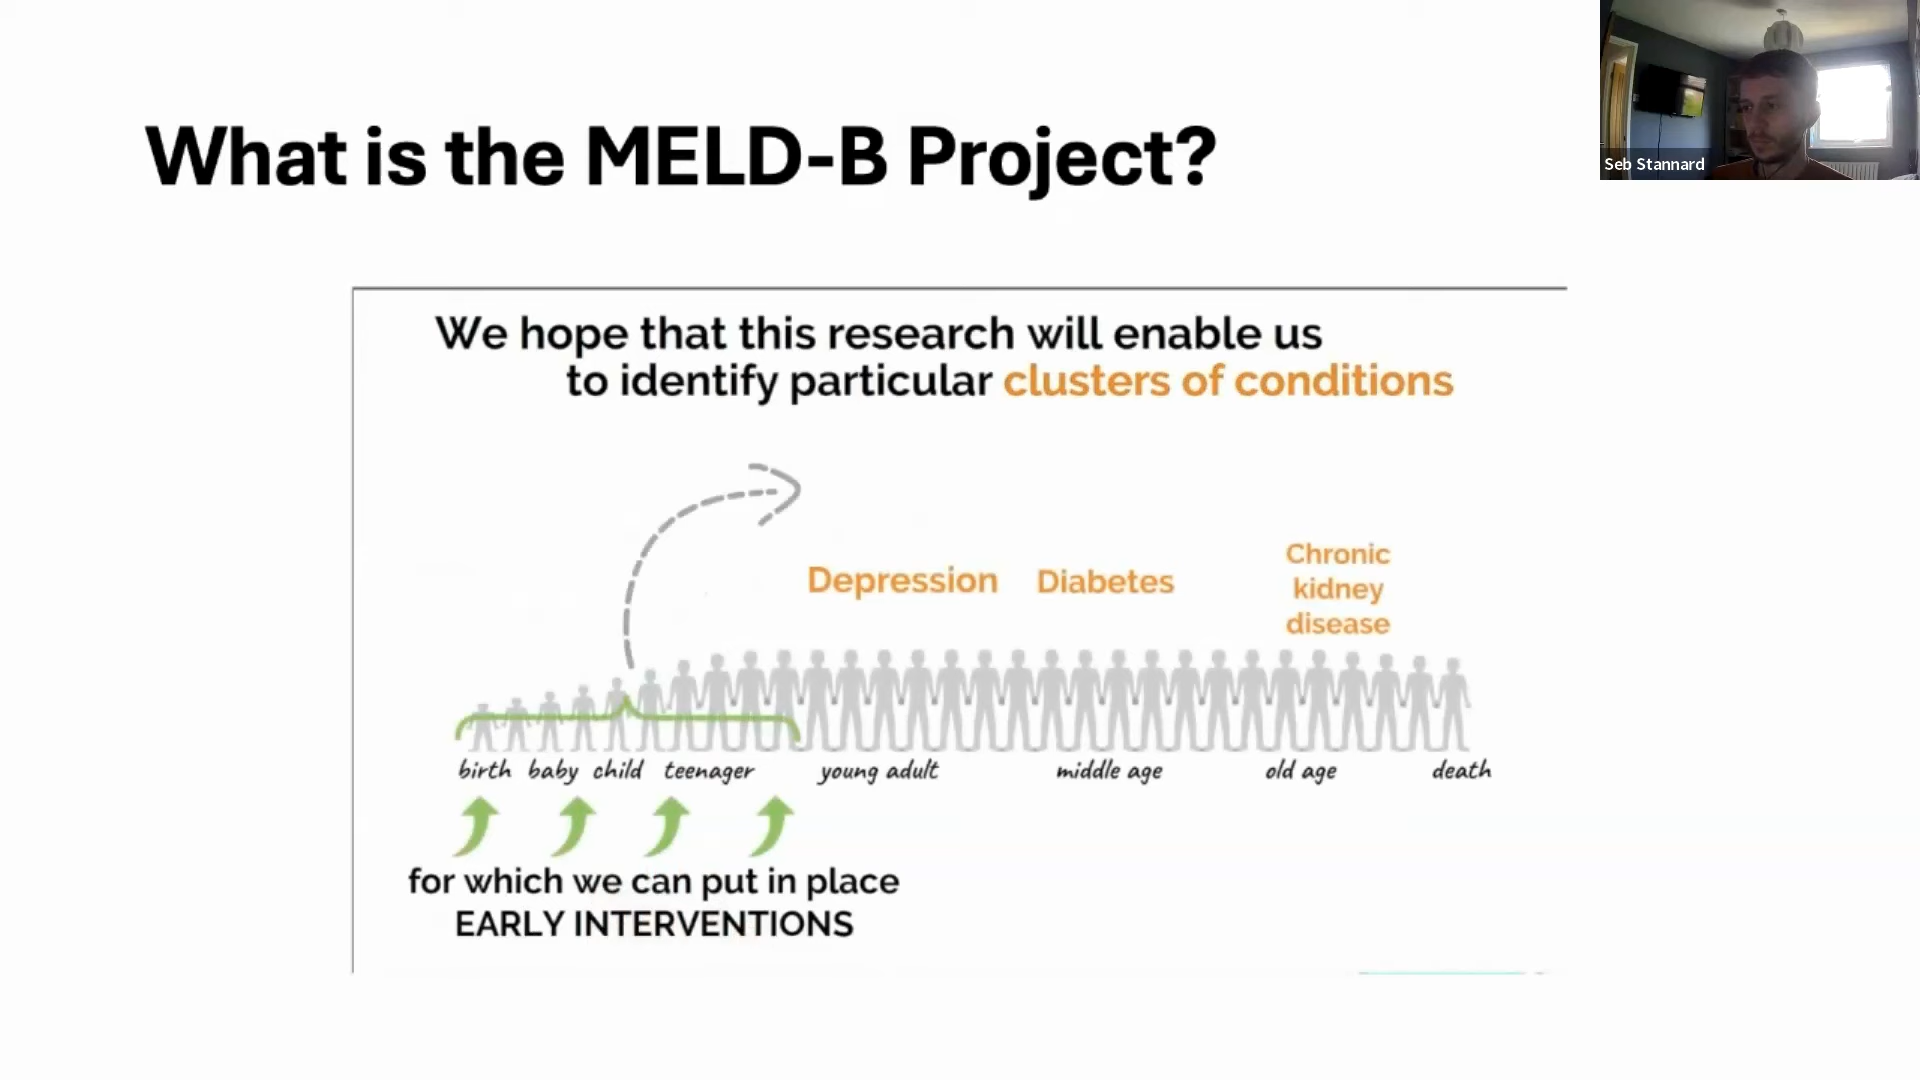 What is the MELD-B Project?
Seb Stannard
We hope that this research will enable us
to identify particular clusters of conditions
Depression
Diabetes
Chronic
kidney
disease
birth baby child teenager young adult middle age old age death
for which we can put in place
EARLY INTERVENTIONS